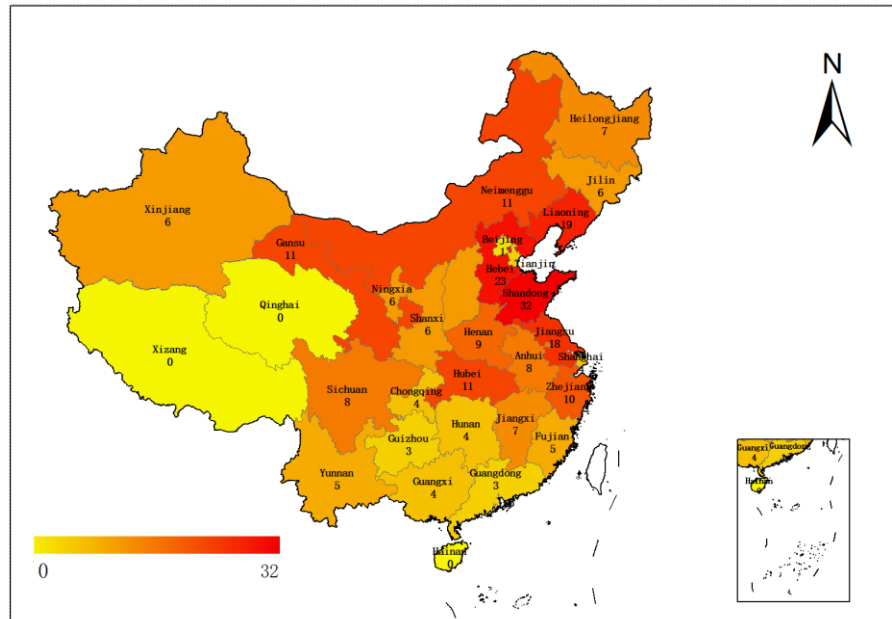 N
Heilongjiang
7
Jilin
6
Neimenggu
11
Liaoning
19
Xinjiang
6
Gansu
11
Beijing
1
Tianjin
Hebei
23
Ningxia
6
Shandong
32
Qinghai
0
Shanxi
6
Henan
9
Jiangxu
18
Xizang
0
Anhui
8
Shanghai
Hubei
11
Zhejiang
10
Sichuan
8
Chongqing
4
Hunan
4
Jiangxi
7
Fujian
5
Guizhou
3
Yunnan
5
Guangxi
4
Guangdong
3
Hainan
0
0
32
Guangxi
4
Guangdong
Hainan